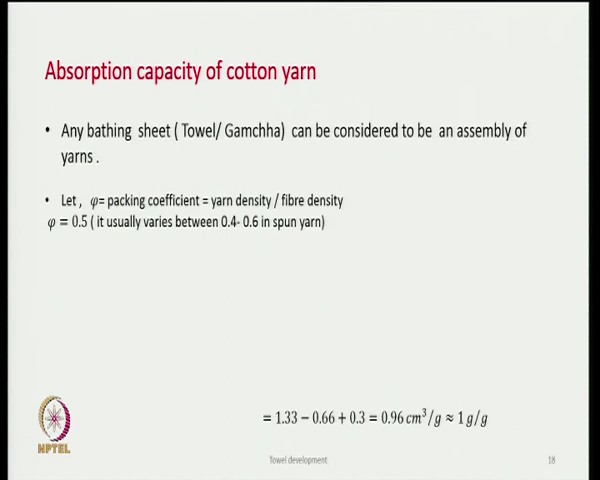 Absorption capacity of cotton yarn
• Any bathing sheet ( Towel/ Gamchha) can be considered to be an assembly of
yarns .
• Let , φ= packing coefficient = yarn density / fibre density
φ = 0.5 ( it usually varies between 0.4- 0.6 in spun yarn)
= 1.33 − 0.66 + 0.3 = 0.96 cm³/g ≈ 1 g/g
NPTEL
Towel development
18